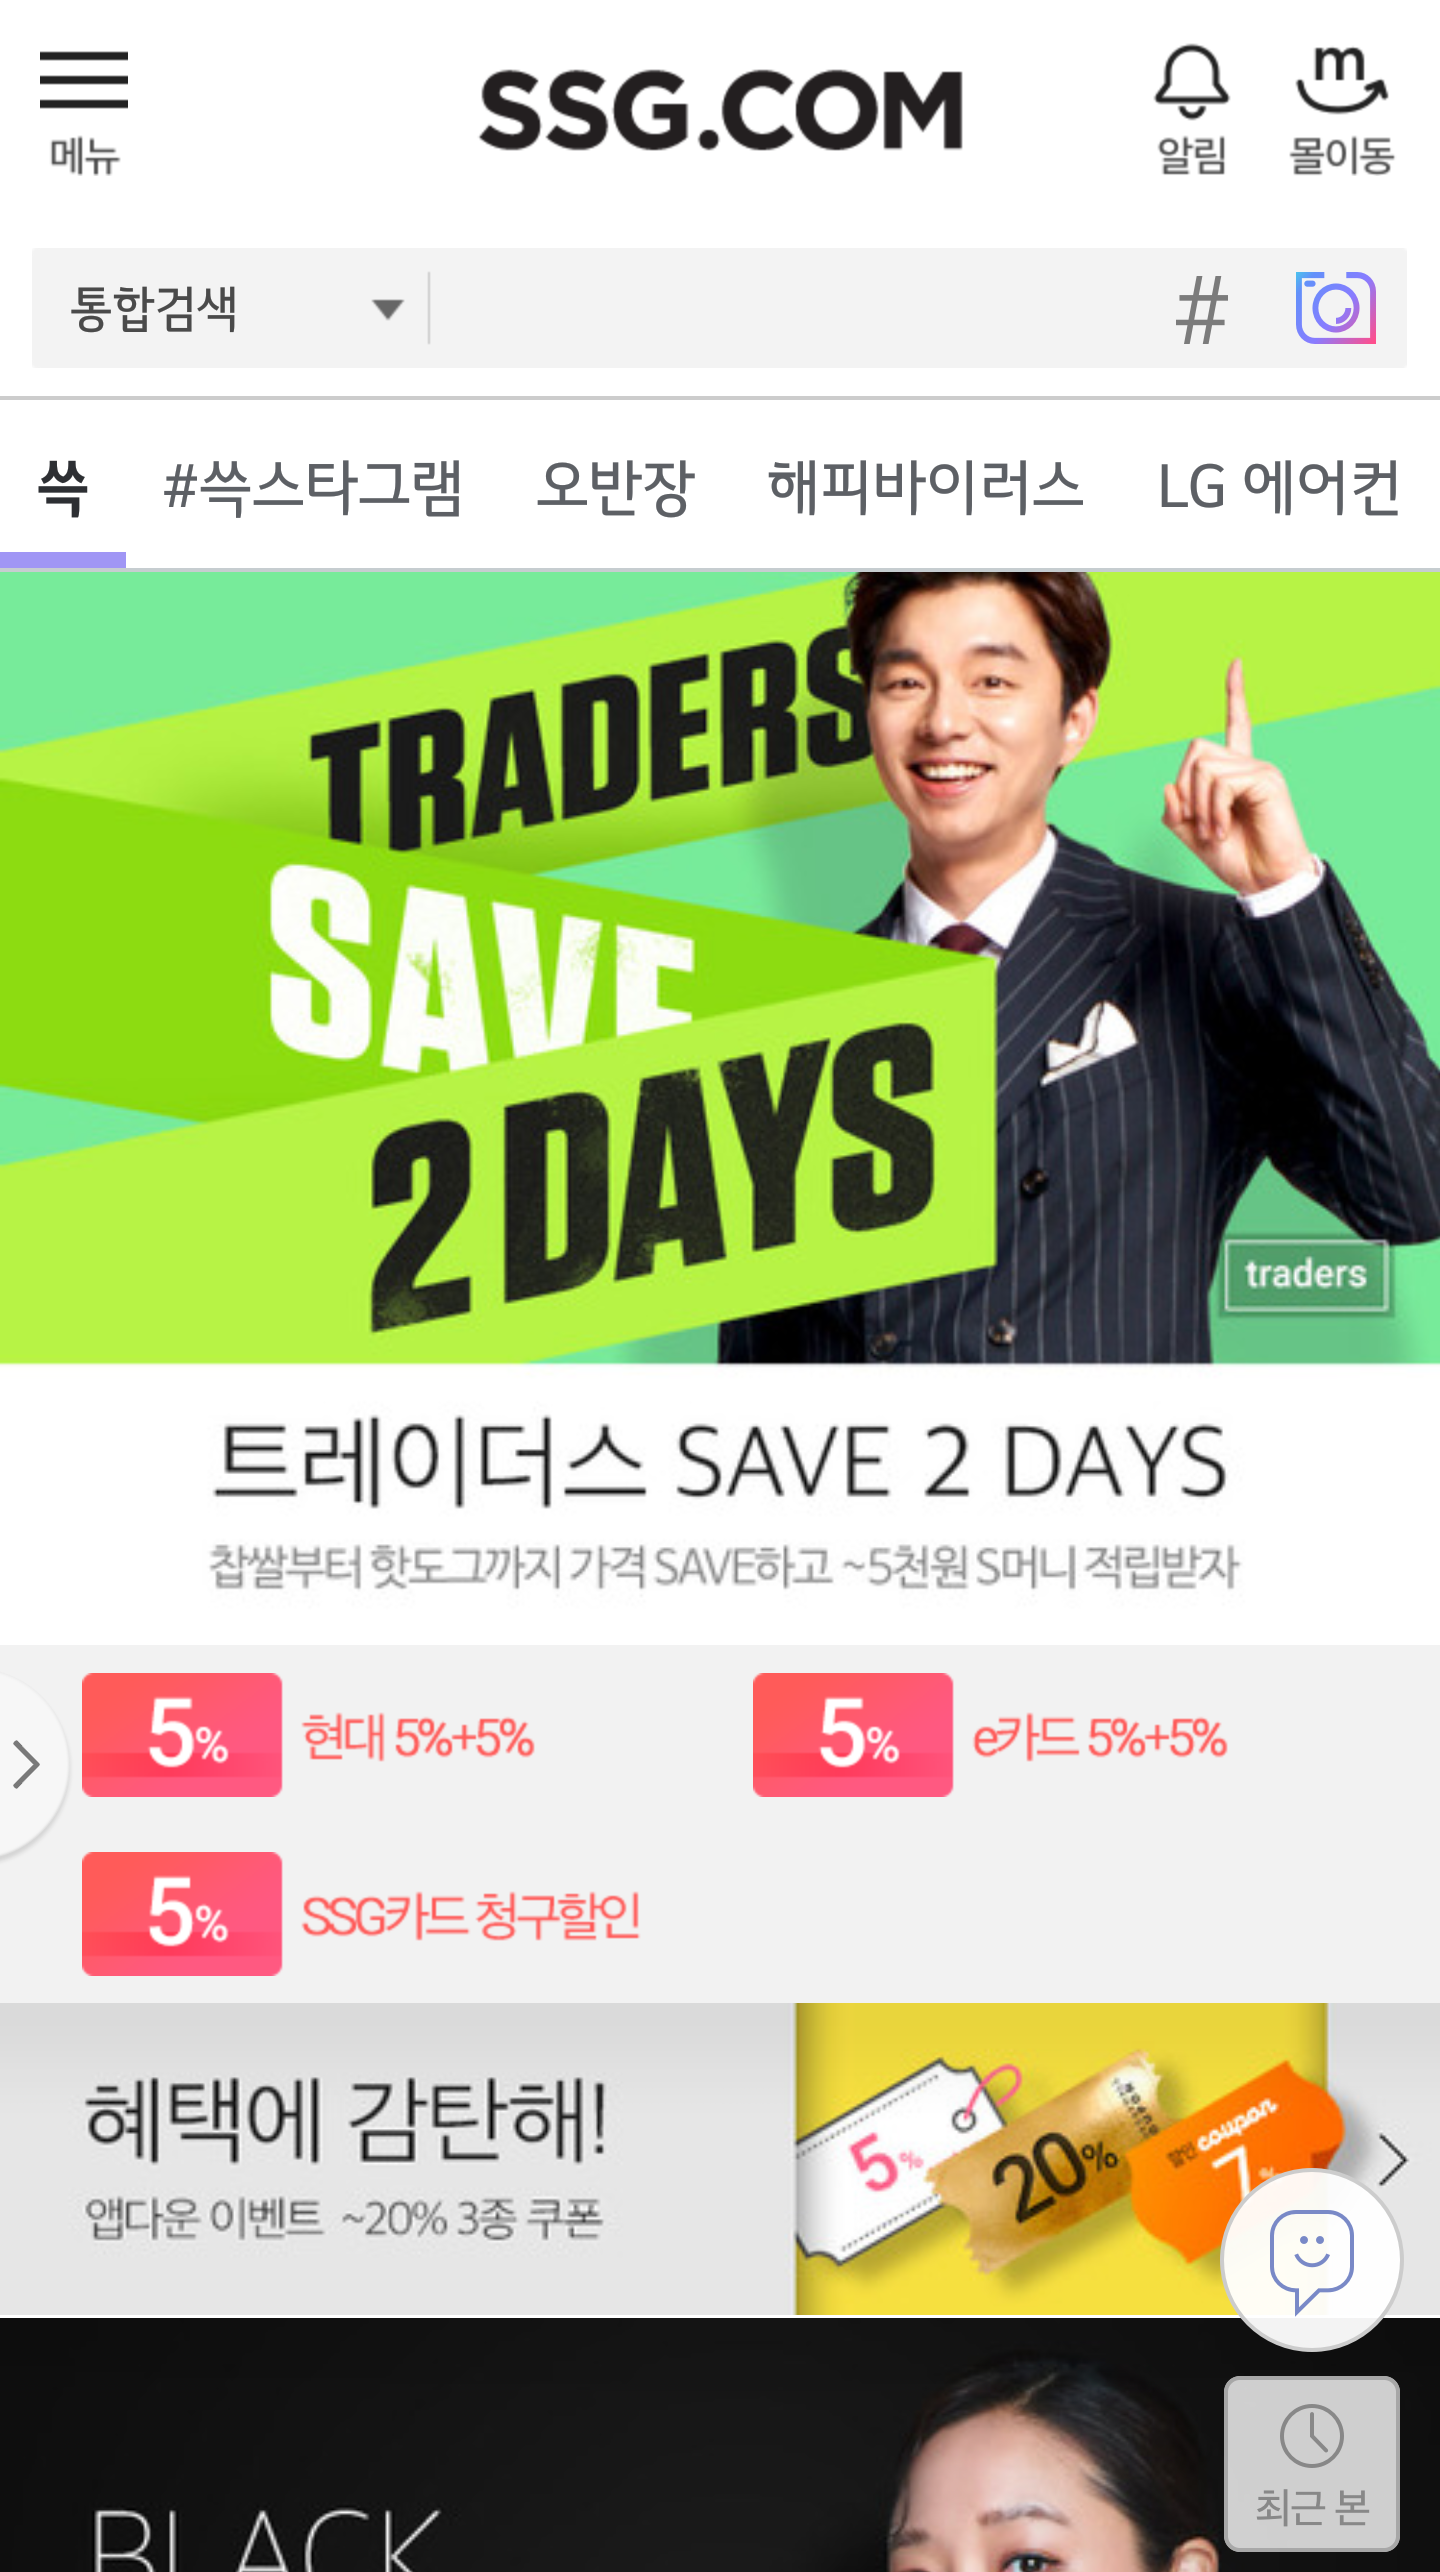 SSG.COM
메뉴
알림
m
몰이동
통합검색
#
쓱 #쓱스타그램 오반장 해피바이러스 LG 에어컨
TRADERS
SAVE
2 DAYS
traders
트레이더스 SAVE 2 DAYS
찹쌀부터 핫도그까지 가격 SAVE하고 ~5천원 S머니 적립받자
5% 현대 5%+5%
5% e카드 5%+5%
5% SSG카드 청구할인
혜택에 감탄해!
앱다운 이벤트 ~20% 3종 쿠폰
5%
20%
할인 coupon
7%
최근 본
BLACK